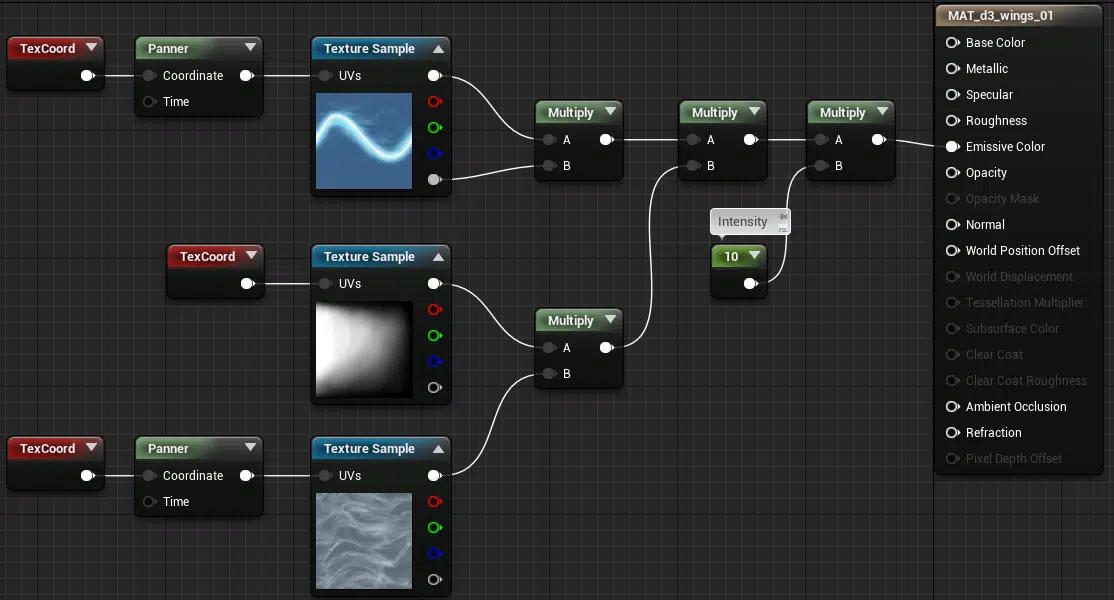 MAT_d3_wings_01
Base Color
Metallic
Specular
Roughness
Emissive Color
Opacity
Opacity Mask
Normal
World Position Offset
World Displacement
Tessellation Multiplier
Subsurface Color
Clear Coat
Clear Coat Roughness
Ambient Occlusion
Refraction
Pixel Depth Offset
TexCoord
Panner
Coordinate
Time
Texture Sample
UVs
Multiply
A
B
Multiply
A
B
Multiply
A
B
Intensity
10
TexCoord
Texture Sample
UVs
Multiply
A
B
TexCoord
Panner
Coordinate
Time
Texture Sample
UVs